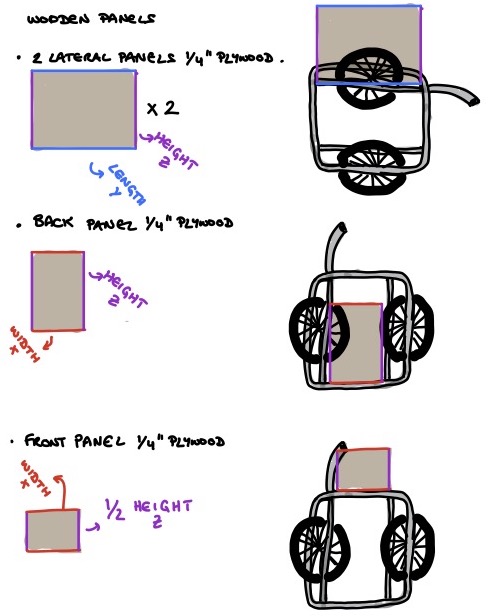 WOODEN PANELS
• 2 LATERAL PANELS 1/4" PLYWOOD.
x 2
HEIGHT
Z
LENGTH
Y
• BACK PANEL 1/4" PLYWOOD
HEIGHT
Z
WIDTH
X
• FRONT PANEL 1/4" PLYWOOD
WIDTH
X
1/2 HEIGHT
Z